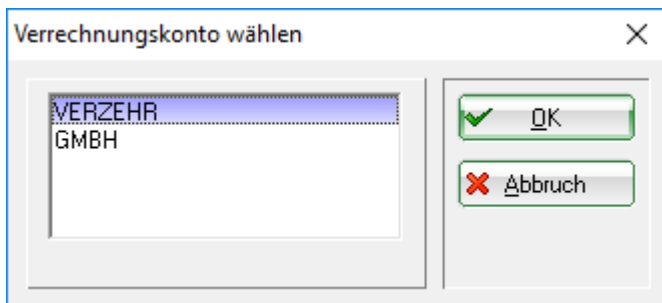 Verrechnungskonto wählen
VERZEHR
GMBH
OK
Abbruch